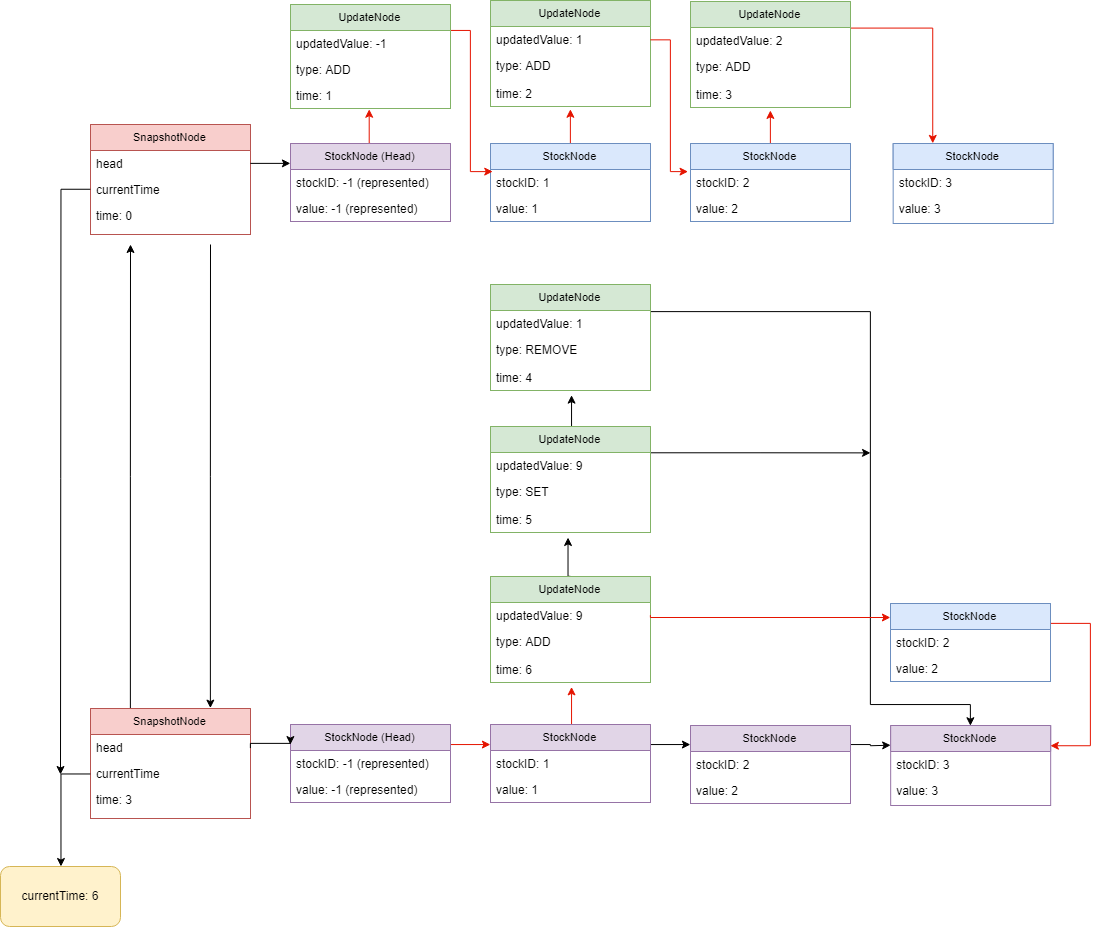 UpdateNode
updatedValue: -1
type: ADD
time: 1
UpdateNode
updatedValue: 1
type: ADD
time: 2
UpdateNode
updatedValue: 2
type: ADD
time: 3
SnapshotNode
head
currentTime
time: 0
StockNode (Head)
stockID: -1 (represented)
value: -1 (represented)
StockNode
stockID: 1
value: 1
StockNode
stockID: 2
value: 2
StockNode
stockID: 3
value: 3
UpdateNode
updatedValue: 1
type: REMOVE
time: 4
UpdateNode
updatedValue: 9
type: SET
time: 5
UpdateNode
updatedValue: 9
type: ADD
time: 6
StockNode
stockID: 2
value: 2
SnapshotNode
head
currentTime
time: 3
StockNode (Head)
stockID: -1 (represented)
value: -1 (represented)
StockNode
stockID: 1
value: 1
StockNode
stockID: 2
value: 2
StockNode
stockID: 3
value: 3
currentTime: 6